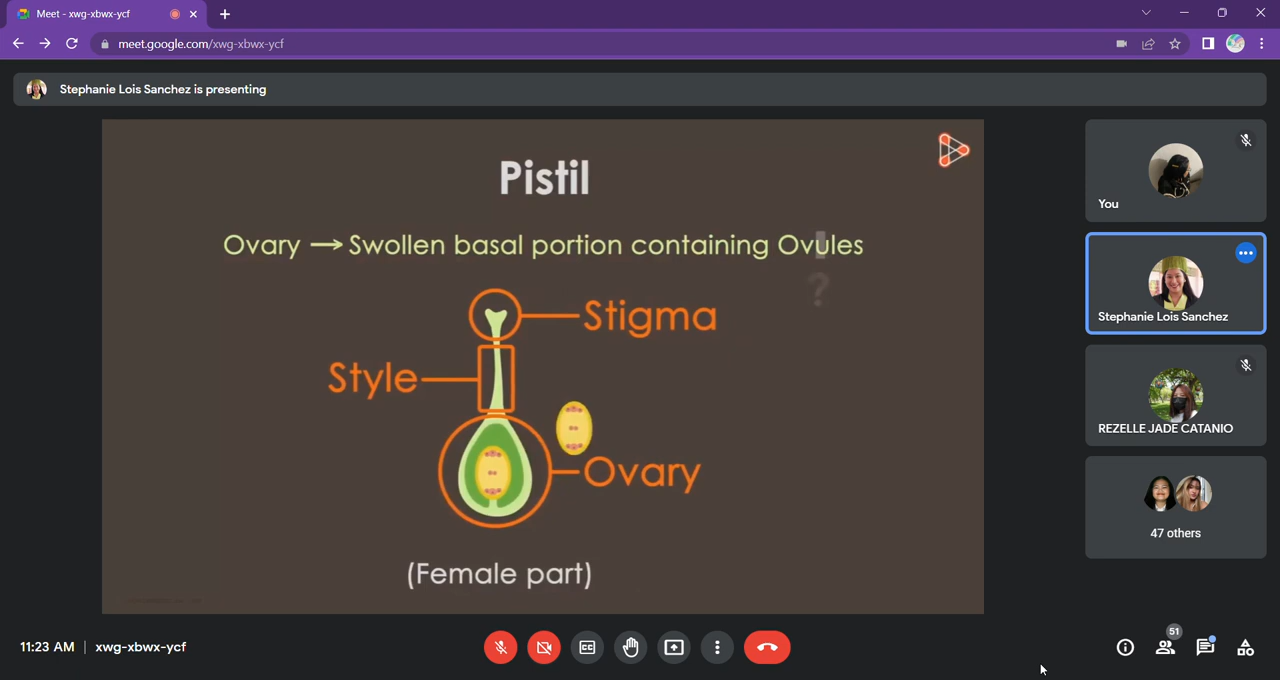 Meet - xwg-xbwx-ycf
meet.google.com/xwg-xbwx-ycf
Stephanie Lois Sanchez is presenting
Pistil
Ovary → Swollen basal portion containing Ovules
?
Stigma
Style
Ovary
(Female part)
You
Stephanie Lois Sanchez
REZELLE JADE CATANIO
47 others
11:23 AM | xwg-xbwx-ycf
51